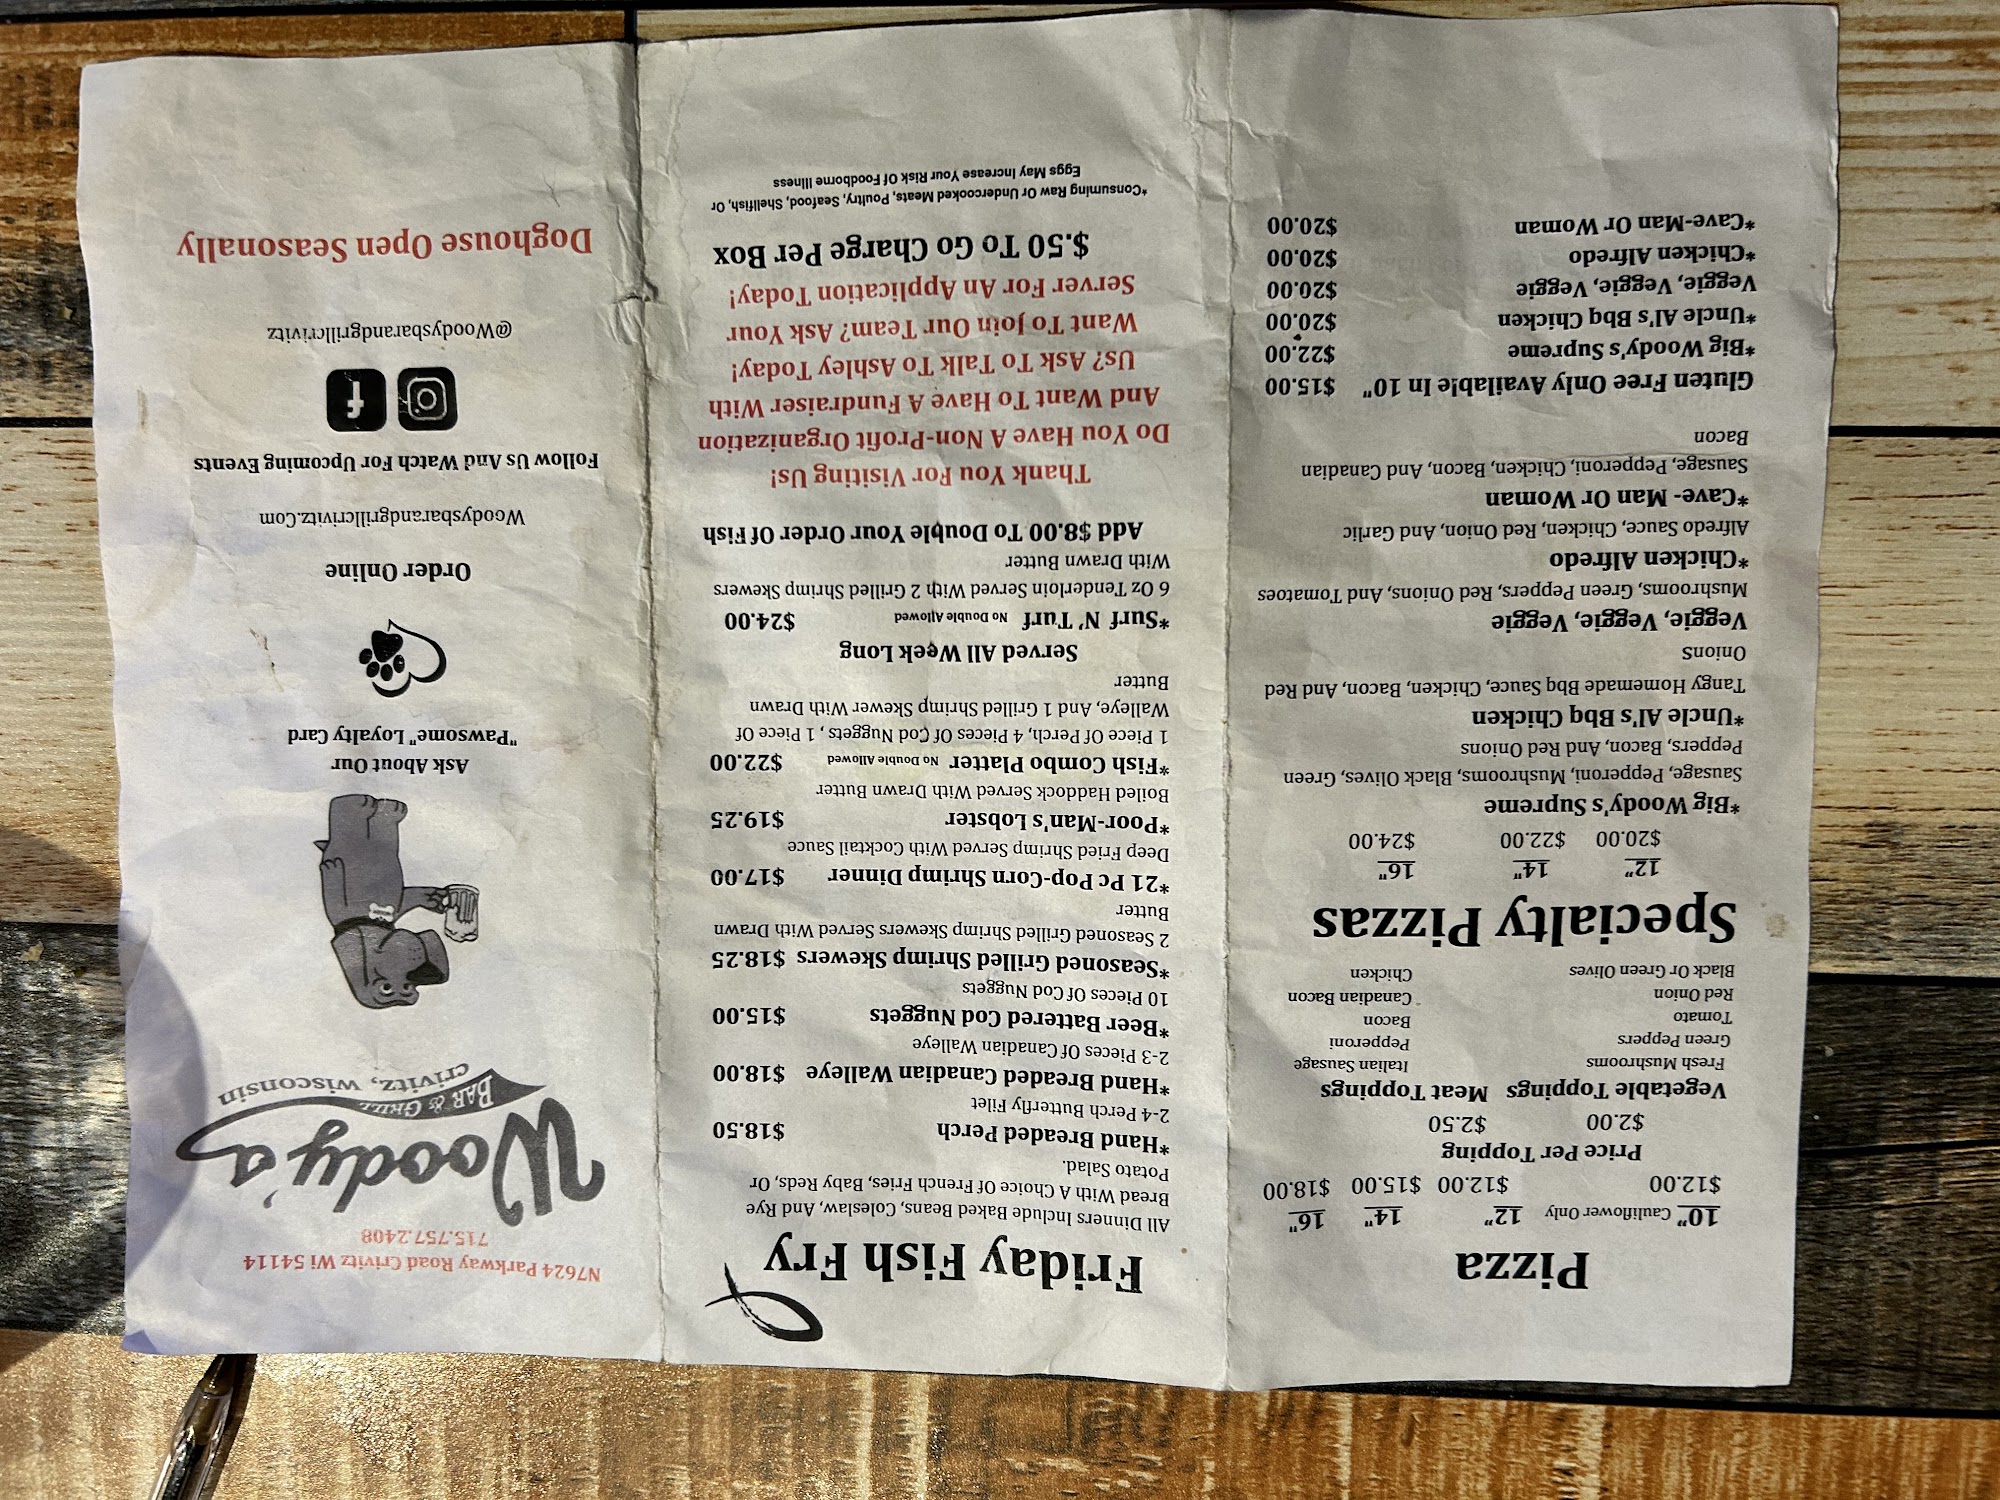 Pizza
10" Cauliflower Only 12" 14" 16"
$12.00 $12.00 $15.00 $18.00
Price Per Topping
$2.00 $2.50
Vegetable Toppings Meat Toppings
Fresh Mushrooms Italian Sausage
Green Peppers Pepperoni
Tomato Bacon
Red Onion Canadian Bacon
Black Or Green Olives Chicken
Specialty Pizzas
12" 14" 16"
$20.00 $22.00 $24.00
*Big Woody's Supreme
Sausage, Pepperoni, Mushrooms, Black Olives, Green
Peppers, Bacon, And Red Onions
*Uncle Al's Bbq Chicken
Tangy Homemade Bbq Sauce, Chicken, Bacon, And Red
Onions
Veggie, Veggie, Veggie
Mushrooms, Green Peppers, Red Onions, And Tomatoes
*Chicken Alfredo
Alfredo Sauce, Chicken, Red Onion, And Garlic
*Cave- Man Or Woman
Sausage, Pepperoni, Chicken, Bacon, And Canadian
Bacon
Gluten Free Only Available In 10" $15.00
*Big Woody's Supreme $22.00
*Uncle Al's Bbq Chicken $20.00
Veggie, Veggie, Veggie $20.00
*Chicken Alfredo $20.00
*Cave-Man Or Woman $20.00
Friday Fish Fry
All Dinners Include Baked Beans, Coleslaw, And Rye
Bread With A Choice Of French Fries, Baby Reds, Or
Potato Salad.
*Hand Breaded Perch $18.50
2-4 Perch Butterfly Filet
*Hand Breaded Canadian Walleye $18.00
2-3 Pieces Of Canadian Walleye
*Beer Battered Cod Nuggets $15.00
10 Pieces Of Cod Nuggets
*Seasoned Grilled Shrimp Skewers $18.25
2 Seasoned Grilled Shrimp Skewers Served With Drawn
Butter
*21 Pc Pop-Corn Shrimp Dinner $17.00
Deep Fried Shrimp Served With Cocktail Sauce
*Poor-Man's Lobster $19.25
Boiled Haddock Served With Drawn Butter
*Fish Combo Platter No Double Allowed $22.00
1 Piece Of Perch, 4 Pieces Of Cod Nuggets, 1 Piece Of
Walleye, And 1 Grilled Shrimp Skewer With Drawn
Butter
Served All Week Long
*Surf N' Turf No Double Allowed $24.00
6 Oz Tenderloin Served With 2 Grilled Shrimp Skewers
With Drawn Butter
Add $8.00 To Double Your Order Of Fish
Thank You For Visiting Us!
Do You Have A Non-Profit Organization
And Want To Have A Fundraiser With
Us? Ask To Talk To Ashley Today!
Want To Join Our Team? Ask Your
Server For An Application Today!
$.50 To Go Charge Per Box
*Consuming Raw Or Undercooked Meats, Poultry, Seafood, Shellfish, Or
Eggs May Increase Your Risk Of Foodborne Illness
N7624 Parkway Road Crivitz Wi 54114
715.757.2408
Woody's
BAR & GRILL
crivitz, wisconsin
Ask About Our
"Pawsome" Loyalty Card
Order Online
Woodysbarandgrillcrivitz.Com
Follow Us And Watch For Upcoming Events
@Woodysbarandgrillcrivitz
Doghouse Open Seasonally